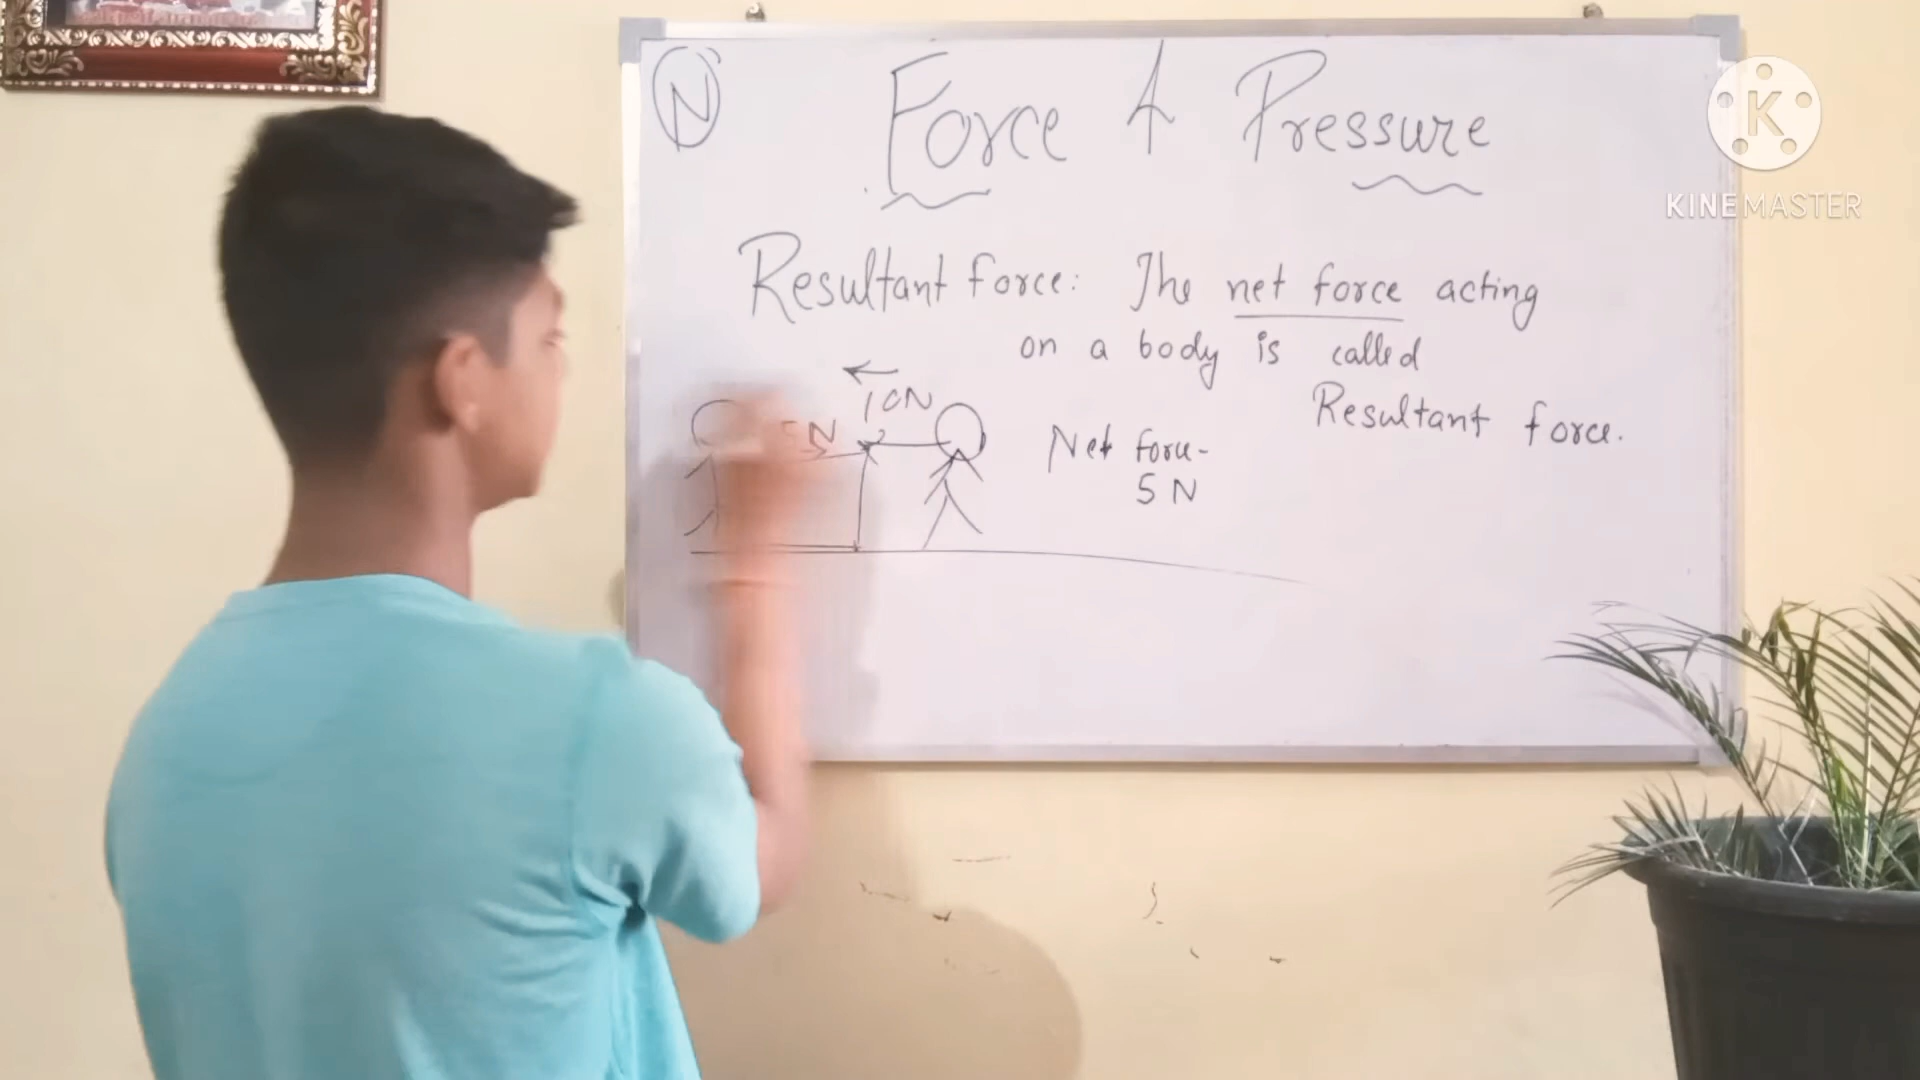 N
Force & Pressure
Resultant force: The net force acting
on a body is called
Resultant force.
10N
5N
Net force-
5 N
K
KINEMASTER